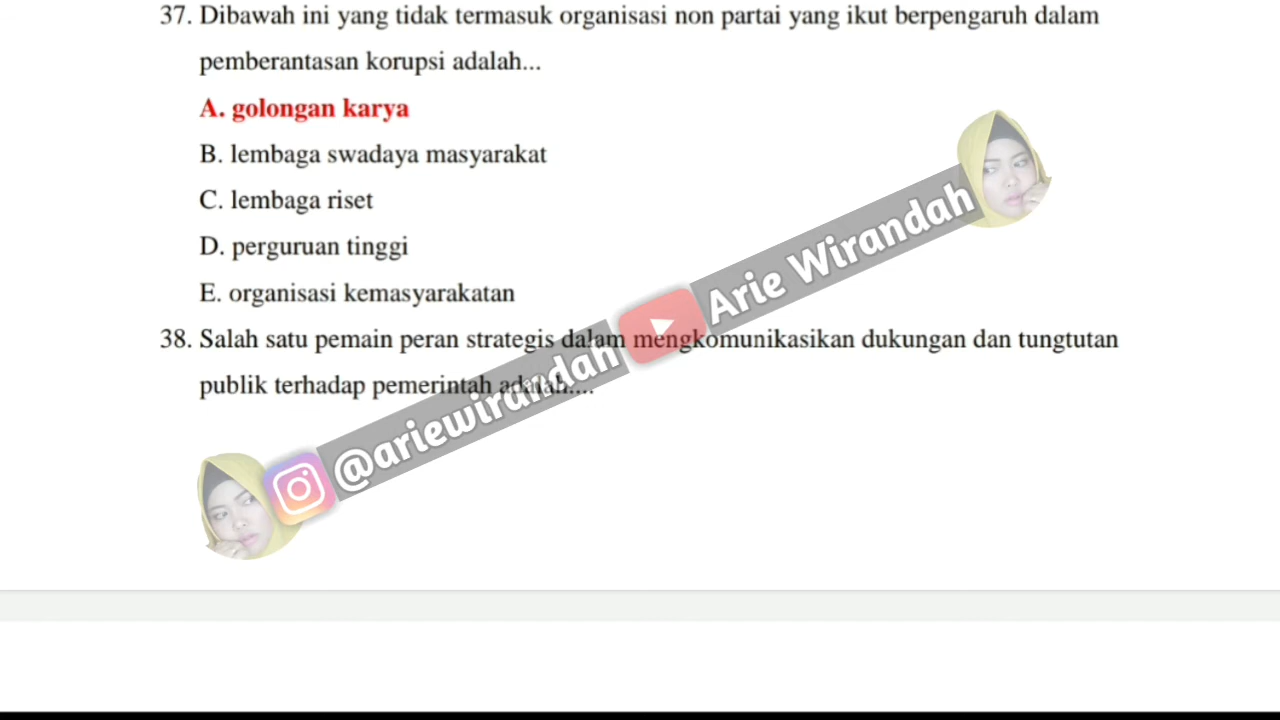 37. Dibawah ini yang tidak termasuk organisasi non partai yang ikut berpengaruh dalam
pemberantasan korupsi adalah...
A. golongan karya
B. lembaga swadaya masyarakat
C. lembaga riset
D. perguruan tinggi
E. organisasi kemasyarakatan
38. Salah satu pemain peran strategis dalam mengkomunikasikan dukungan dan tungtutan
publik terhadap pemerintah adalah....
@ariewirandah
Arie Wirandah